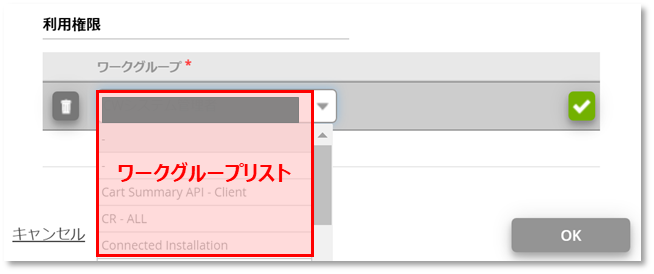 利用権限
ワークグループ *
-
-
ワークグループリスト
Cart Summary API - Client
CR - ALL
Connected Installation
キャンセル
OK